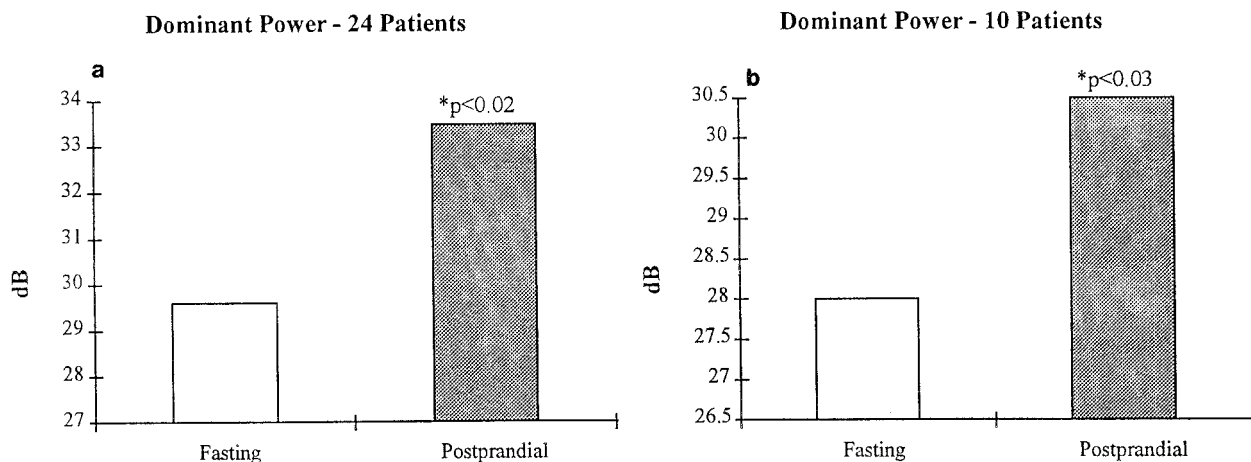 Dominant Power - 24 Patients
a
34
33
32
31
30
29
28
27
dB
*p<0.02
Fasting
Postprandial
Dominant Power - 10 Patients
b
30.5
30
29.5
29
28.5
28
27.5
27
26.5
dB
*p<0.03
Fasting
Postprandial